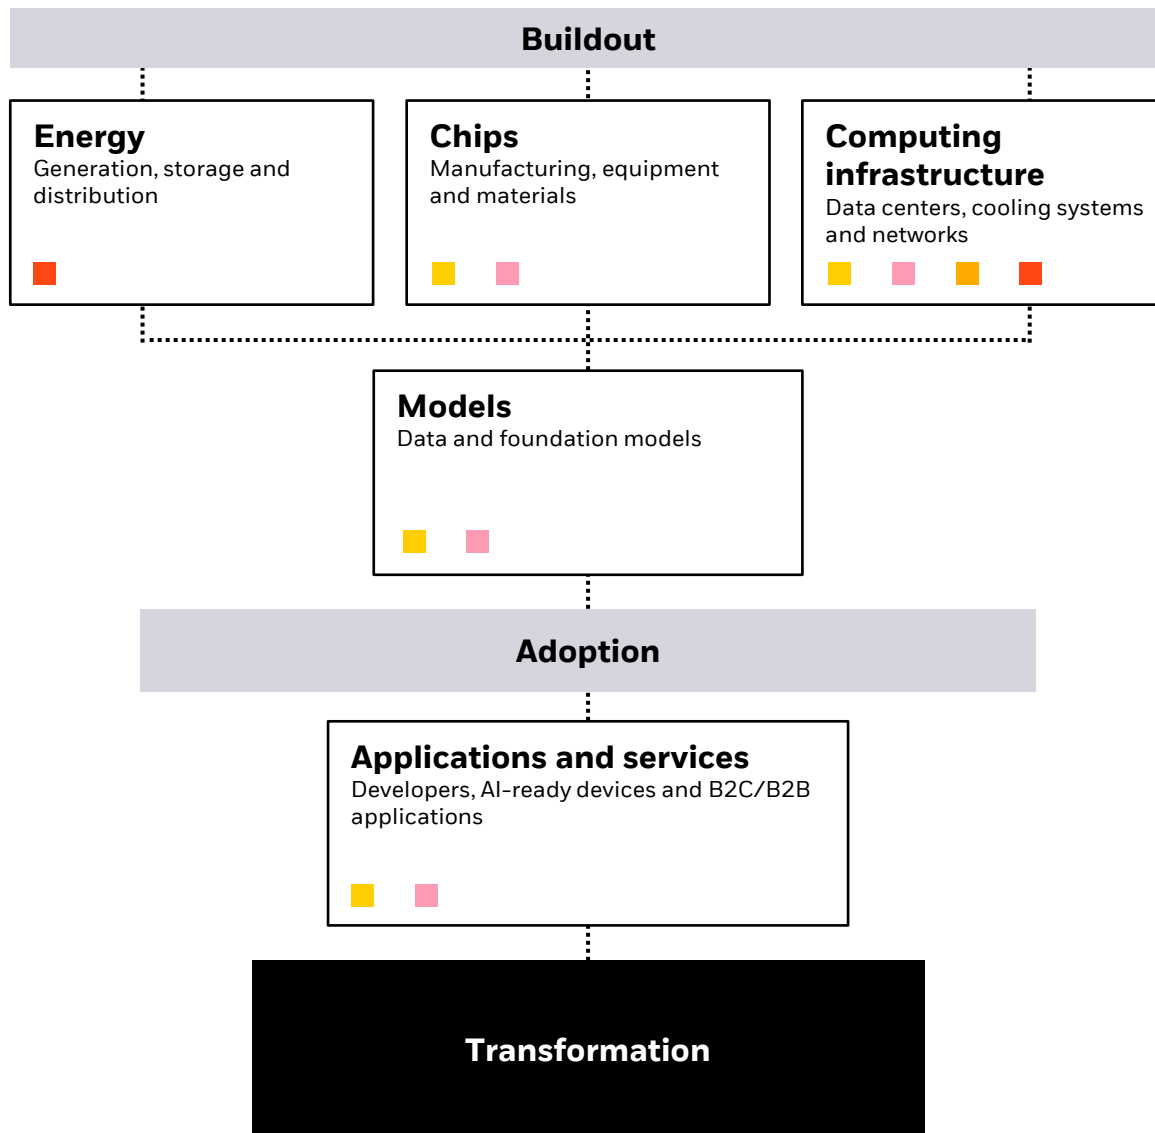 Buildout
Energy
Generation, storage and
distribution
Chips
Manufacturing, equipment
and materials
Computing
infrastructure
Data centers, cooling systems
and networks
Models
Data and foundation models
Adoption
Applications and services
Developers, AI-ready devices and B2C/B2B
applications
Transformation